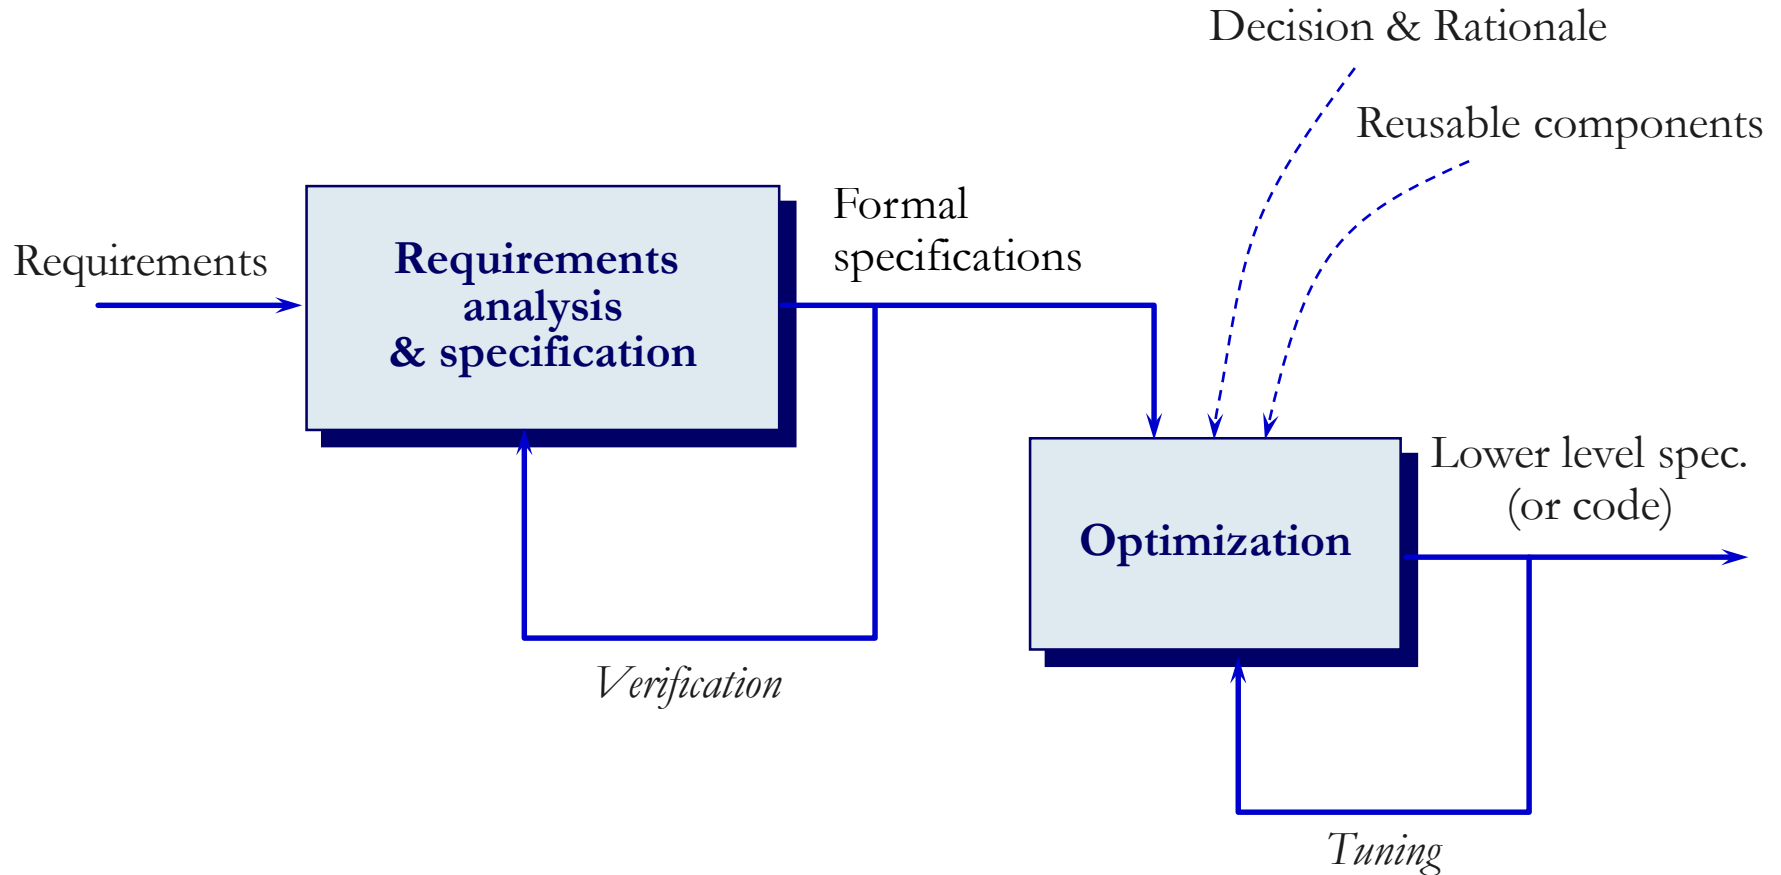 Decision & Rationale
Reusable components
Requirements
Requirements
analysis
& specification
Formal
specifications
Verification
Optimization
Lower level spec.
(or code)
Tuning